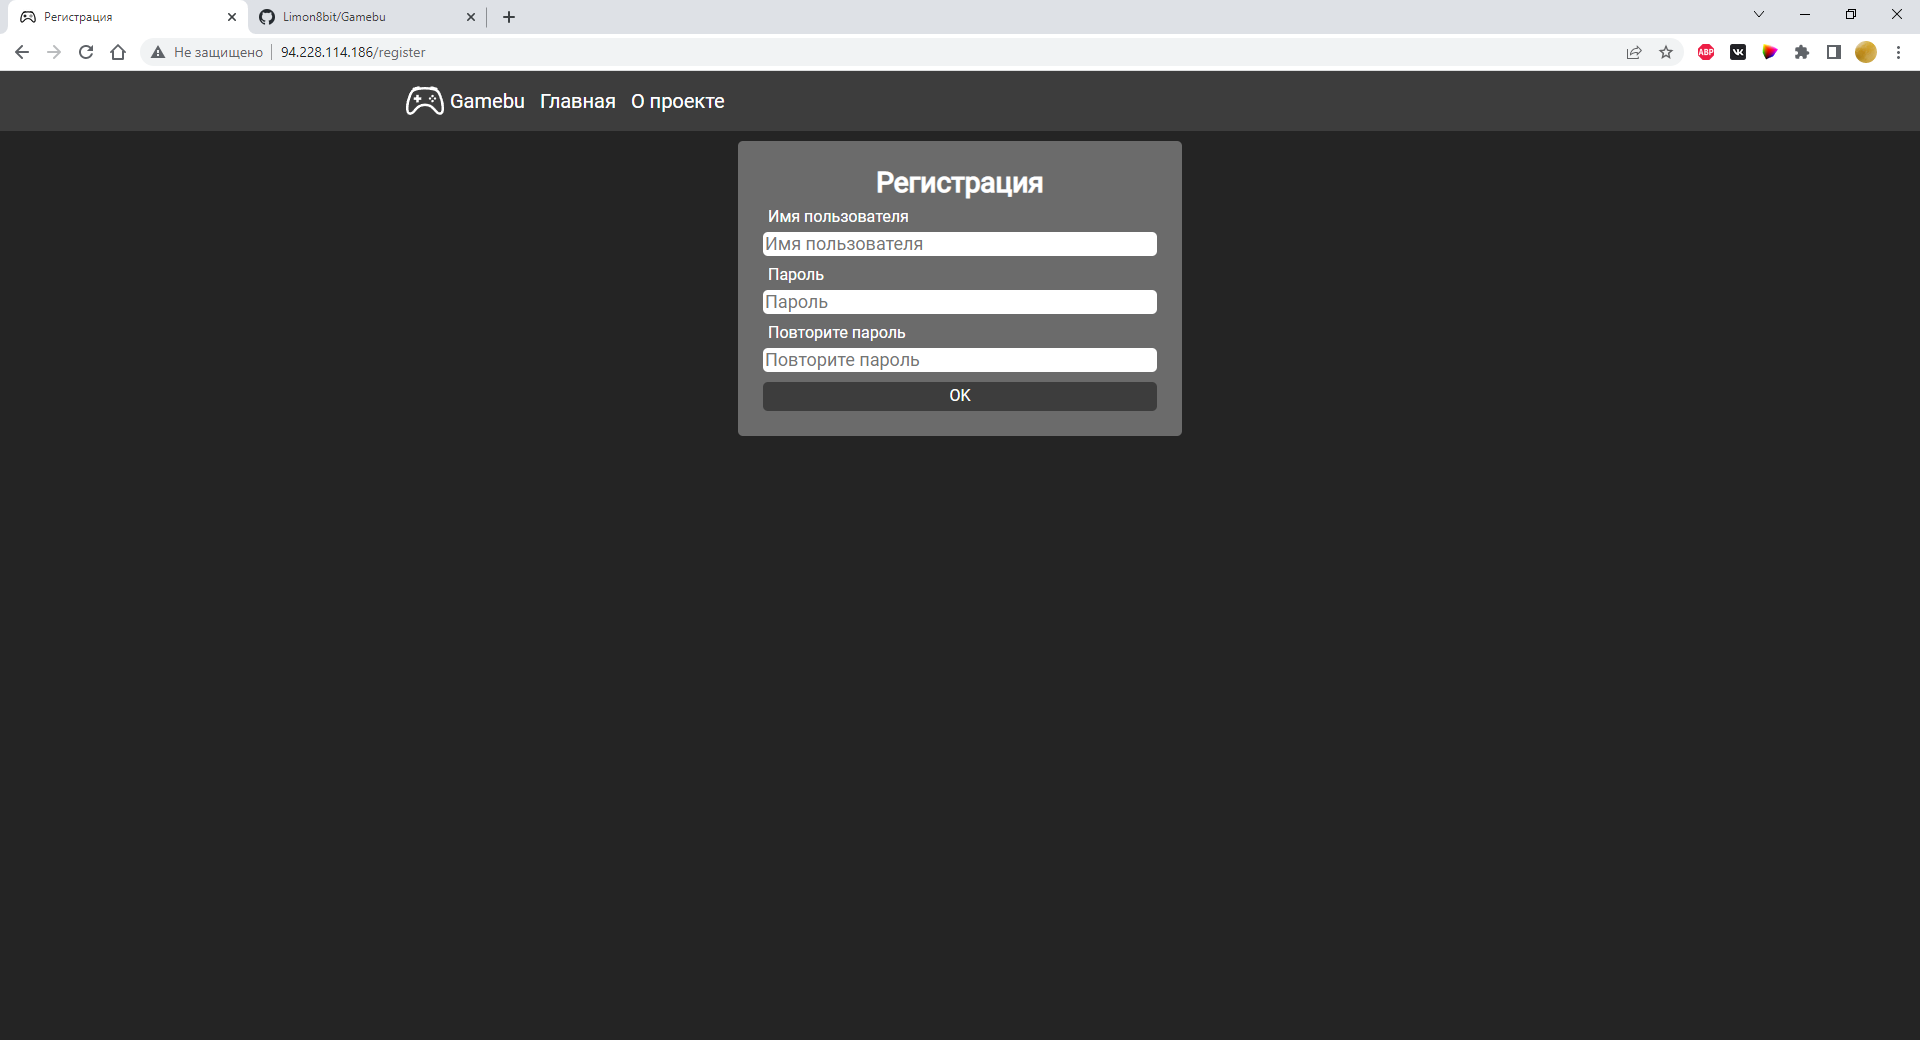 Регистрация
Limon8bit/Gamebu
Не защищено 94.228.114.186/register
ABP
Gamebu Главная О проекте
Регистрация
Имя пользователя
Имя пользователя
Пароль
Пароль
Повторите пароль
Повторите пароль
OK